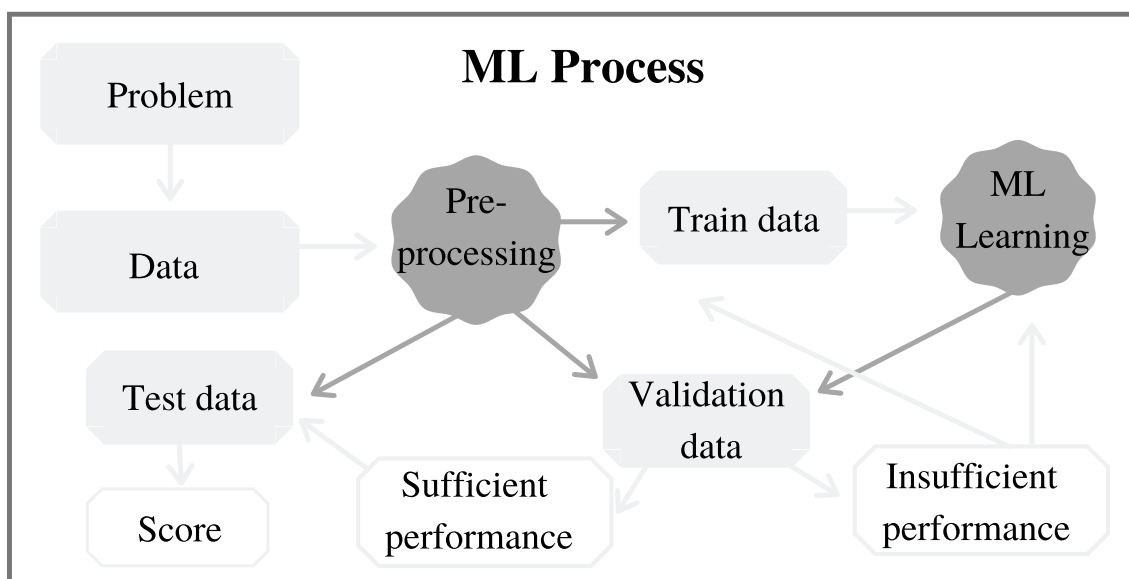 ML Process
Problem
Data
Pre-
processing
Train data
ML
Learning
Test data
Validation
data
Score
Sufficient
performance
Insufficient
performance